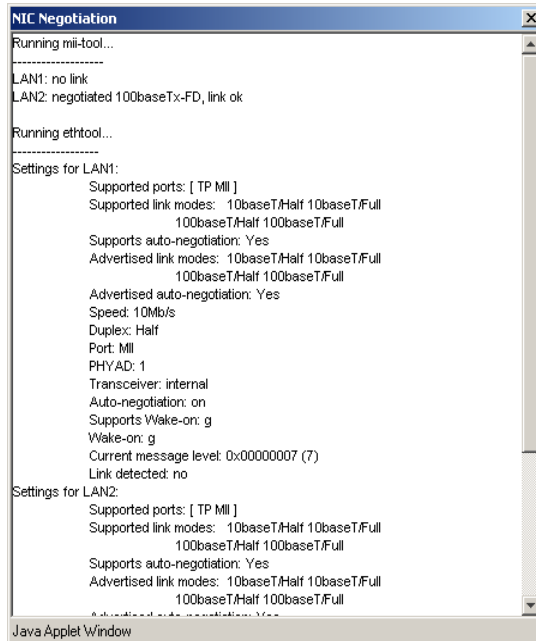 NIC Negotiation
Running mii-tool...
-------------------
LAN1: no link
LAN2: negotiated 100baseTx-FD, link ok
Running ethtool...
------------------
Settings for LAN1:
Supported ports: [ TP MII ]
Supported link modes: 10baseT/Half 10baseT/Full
100baseT/Half 100baseT/Full
Supports auto-negotiation: Yes
Advertised link modes: 10baseT/Half 10baseT/Full
100baseT/Half 100baseT/Full
Advertised auto-negotiation: Yes
Speed: 10Mb/s
Duplex: Half
Port: MII
PHYAD: 1
Transceiver: internal
Auto-negotiation: on
Supports Wake-on: g
Wake-on: g
Current message level: 0x00000007 (7)
Link detected: no
Settings for LAN2:
Supported ports: [ TP MII ]
Supported link modes: 10baseT/Half 10baseT/Full
100baseT/Half 100baseT/Full
Supports auto-negotiation: Yes
Advertised link modes: 10baseT/Half 10baseT/Full
100baseT/Half 100baseT/Full
Advertised auto-negotiation: Yes
Java Applet Window